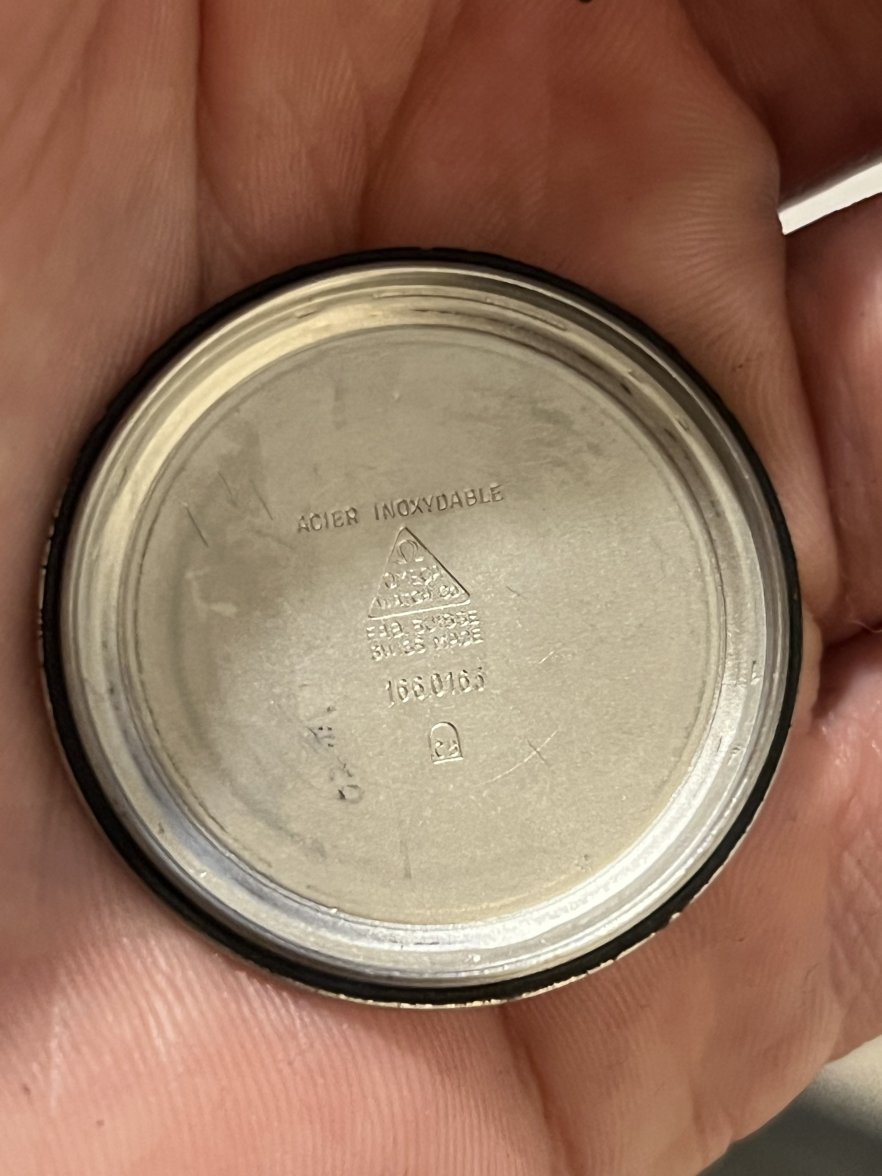 ACIER INOXYDABLE
Ω
OMEGA
WATCH CO
FAB. SUISSE
SWISS MADE
166.0165